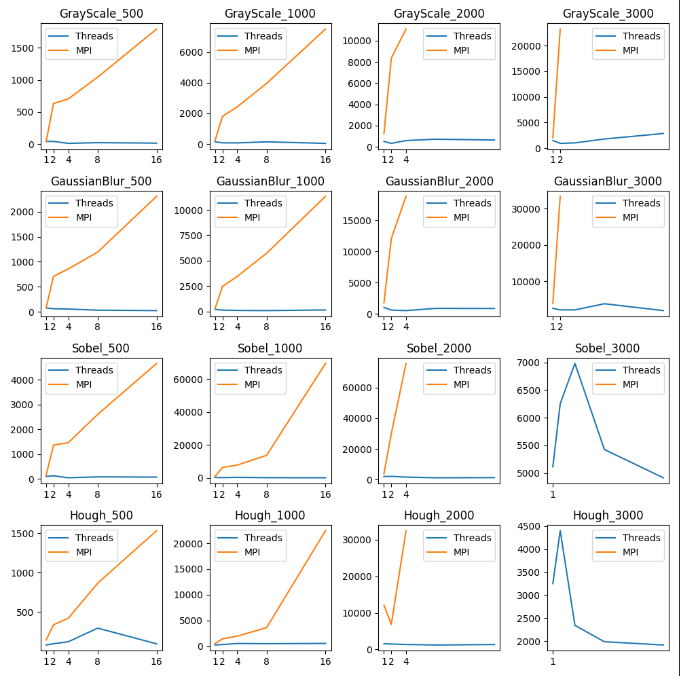 GrayScale_500 GrayScale_1000 GrayScale_2000 GrayScale_3000
Threads
MPI
1500
1000
500
0
1 2 4 8 16
Threads
MPI
6000
4000
2000
0
1 2 4 8 16
Threads
MPI
10000
8000
6000
4000
2000
0
1 2 4
Threads
MPI
20000
15000
10000
5000
0
1 2
GaussianBlur_500 GaussianBlur_1000 GaussianBlur_2000 GaussianBlur_3000
Threads
MPI
2000
1500
1000
500
0
1 2 4 8 16
Threads
MPI
10000
8000
6000
4000
2000
0
1 2 4 8 16
Threads
MPI
15000
10000
5000
0
1 2 4
Threads
MPI
30000
20000
10000
1 2
Sobel_500 Sobel_1000 Sobel_2000 Sobel_3000
Threads
MPI
4000
3000
2000
1000
0
1 2 4 8 16
Threads
MPI
60000
40000
20000
0
1 2 4 8 16
Threads
MPI
60000
40000
20000
0
1 2 4
Threads
MPI
7000
6500
6000
5500
5000
1
Hough_500 Hough_1000 Hough_2000 Hough_3000
Threads
MPI
1500
1000
500
1 2 4 8 16
Threads
MPI
20000
15000
10000
5000
0
1 2 4 8 16
Threads
MPI
30000
20000
10000
0
1 2 4
Threads
MPI
4500
4000
3500
3000
2500
2000
1